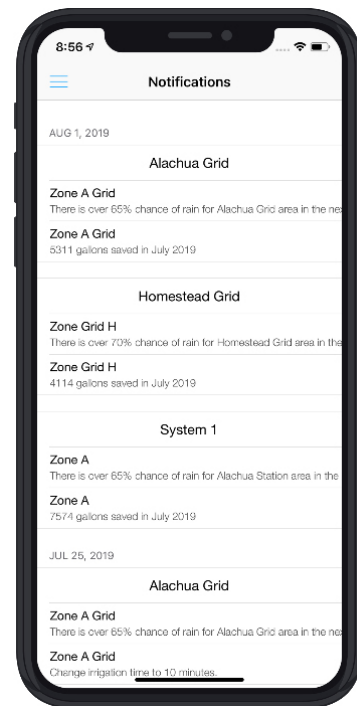 8:56
Notifications
AUG 1, 2019
Alachua Grid
Zone A Grid
There is over 65% chance of rain for Alachua Grid area in the nex
Zone A Grid
5311 gallons saved in July 2019
Homestead Grid
Zone Grid H
There is over 70% chance of rain for Homestead Grid area in the
Zone Grid H
4114 gallons saved in July 2019
System 1
Zone A
There is over 65% chance of rain for Alachua Station area in the
Zone A
7574 gallons saved in July 2019
JUL 25, 2019
Alachua Grid
Zone A Grid
There is over 65% chance of rain for Alachua Grid area in the nex
Zone A Grid
Change irrigation time to 10 minutes.